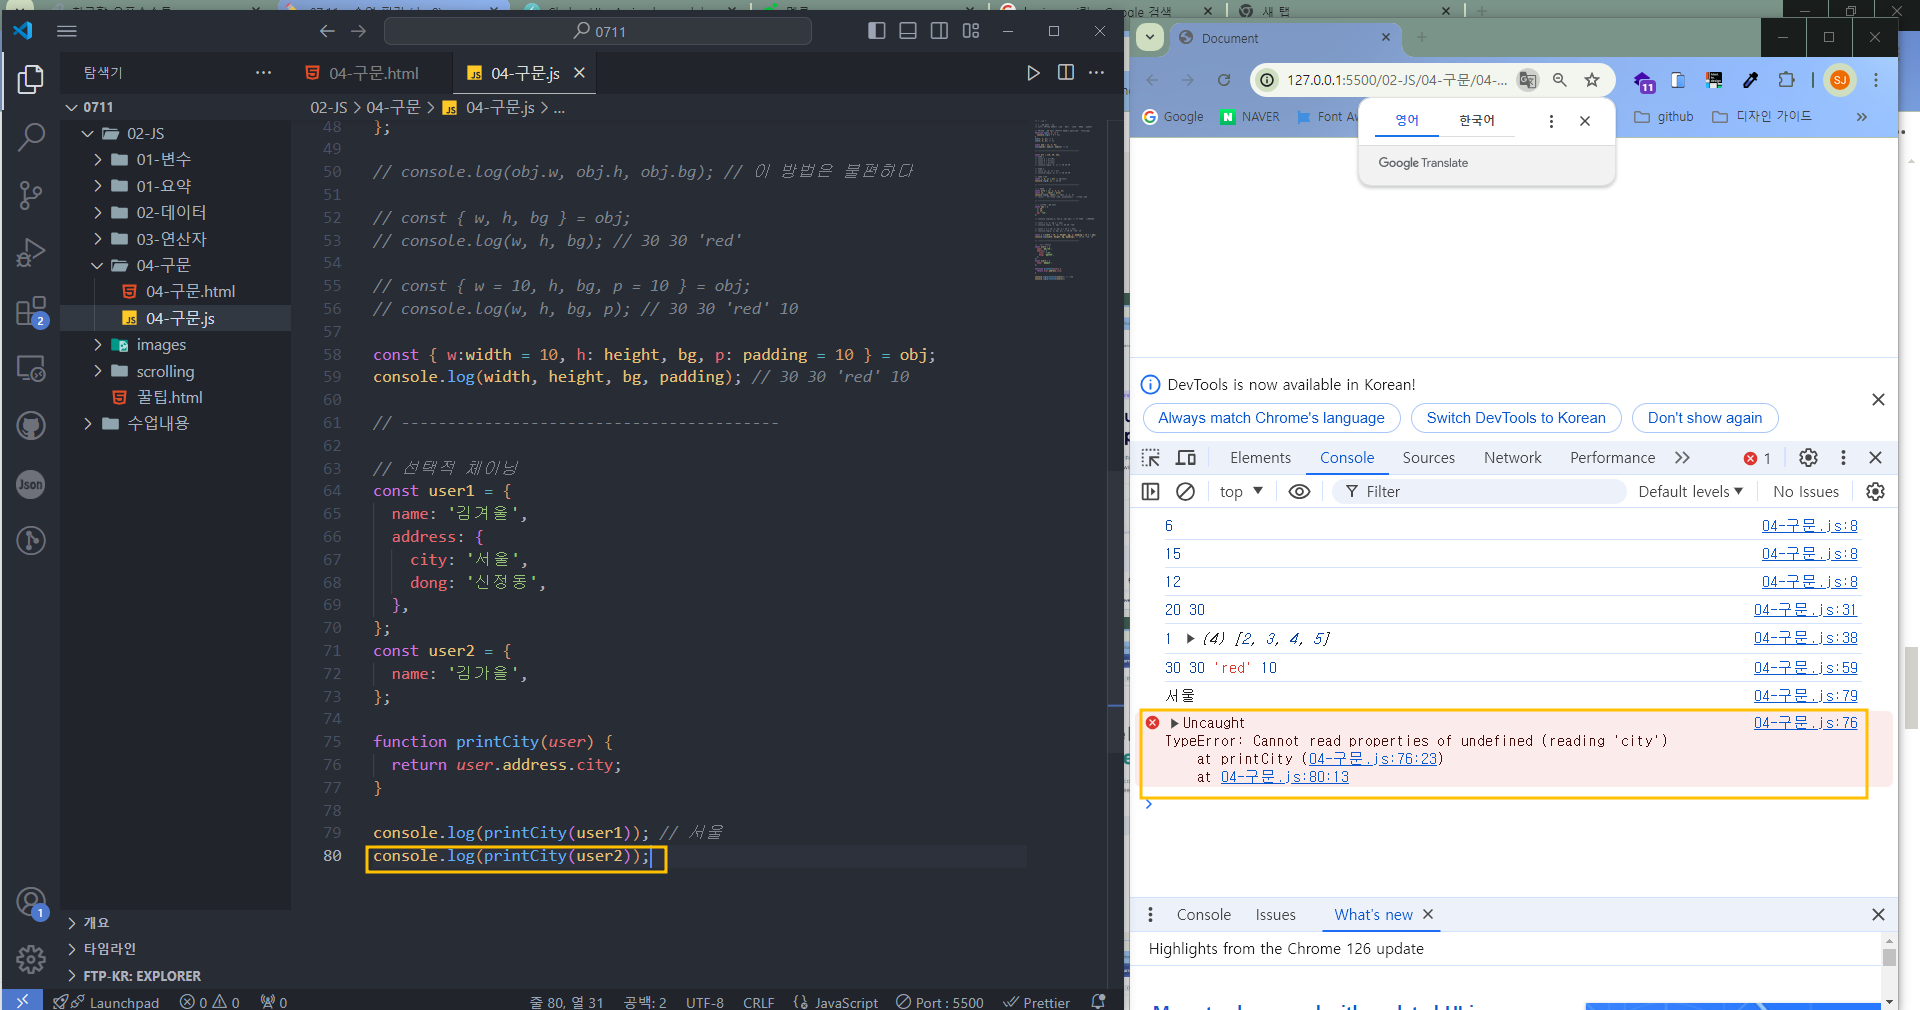 0711
탐색기
04-구문.html
04-구문.js
02-JS > 04-구문 > 04-구문.js > ...
0711
02-JS
01-변수
01-요약
02-데이터
03-연산자
04-구문
04-구문.html
04-구문.js
images
scrolling
꿀팁.html
수업내용
개요
타임라인
FTP-KR: EXPLORER
48 };
49
50 // console.log(obj.w, obj.h, obj.bg); // 이 방법은 불편하다
51
52 // const { w, h, bg } = obj;
53 // console.log(w, h, bg); // 30 30 'red'
54
55 // const { w = 10, h, bg, p = 10 } = obj;
56 // console.log(w, h, bg, p); // 30 30 'red' 10
57
58 const { w:width = 10, h: height, bg, p: padding = 10 } = obj;
59 console.log(width, height, bg, padding); // 30 30 'red' 10
60
61 // -----------------------------------------
62
63 // 선택적 체이닝
64 const user1 = {
65 name: '김겨울',
66 address: {
67 city: '서울',
68 dong: '신정동',
69 },
70 };
71 const user2 = {
72 name: '김가을',
73 };
74
75 function printCity(user) {
76 return user.address.city;
77 }
78
79 console.log(printCity(user1)); // 서울
80 console.log(printCity(user2));
Launchpad 0 0 0 줄 80, 열 31 공백: 2 UTF-8 CRLF JavaScript Port : 5500 Prettier
2
Json
1
새 탭
Document
127.0.0.1:5500/02-JS/04-구문/04-...
11
SJ
Google NAVER Font Aw github 디자인 가이드 »
영어 한국어
Google Translate
DevTools is now available in Korean!
Always match Chrome's language Switch DevTools to Korean Don't show again
Elements Console Sources Network Performance 1
top Filter Default levels No Issues
6 04-구문.js:8
15 04-구문.js:8
12 04-구문.js:8
20 30 04-구문.js:31
1 (4) [2, 3, 4, 5] 04-구문.js:38
30 30 'red' 10 04-구문.js:59
서울 04-구문.js:79
Uncaught 04-구문.js:76
TypeError: Cannot read properties of undefined (reading 'city')
at printCity (04-구문.js:76:23)
at 04-구문.js:80:13
Console Issues What's new
Highlights from the Chrome 126 update